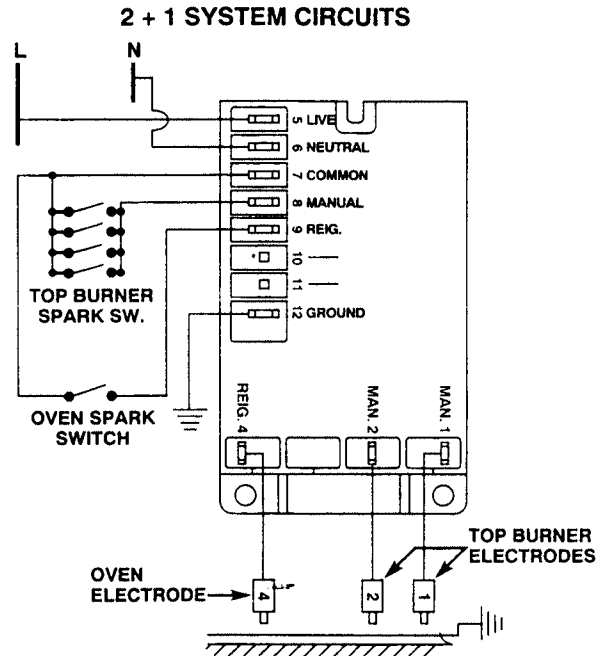 2 + 1 SYSTEM CIRCUITS
L
N
5 LIVE
6 NEUTRAL
7 COMMON
8 MANUAL
9 REIG.
10
11
12 GROUND
TOP BURNER
SPARK SW.
OVEN SPARK
SWITCH
REIG. 4
MAN. 2
MAN. 1
TOP BURNER
ELECTRODES
OVEN
ELECTRODE
4
2
1